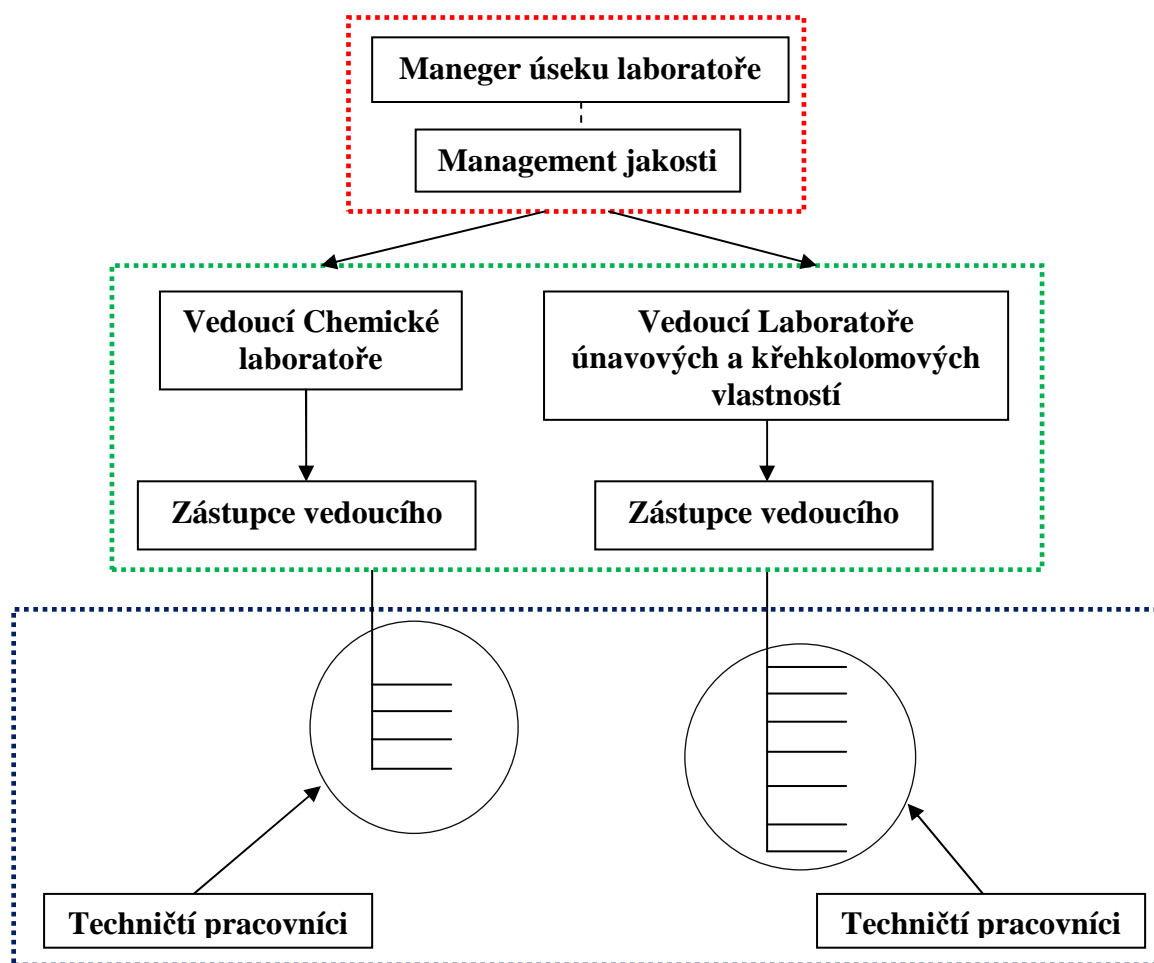 Maneger úseku laboratoře
Management jakosti
Vedoucí Chemické
laboratoře
Vedoucí Laboratoře
únavových a křehkolomových
vlastností
Zástupce vedoucího
Zástupce vedoucího
Techničtí pracovníci
Techničtí pracovníci